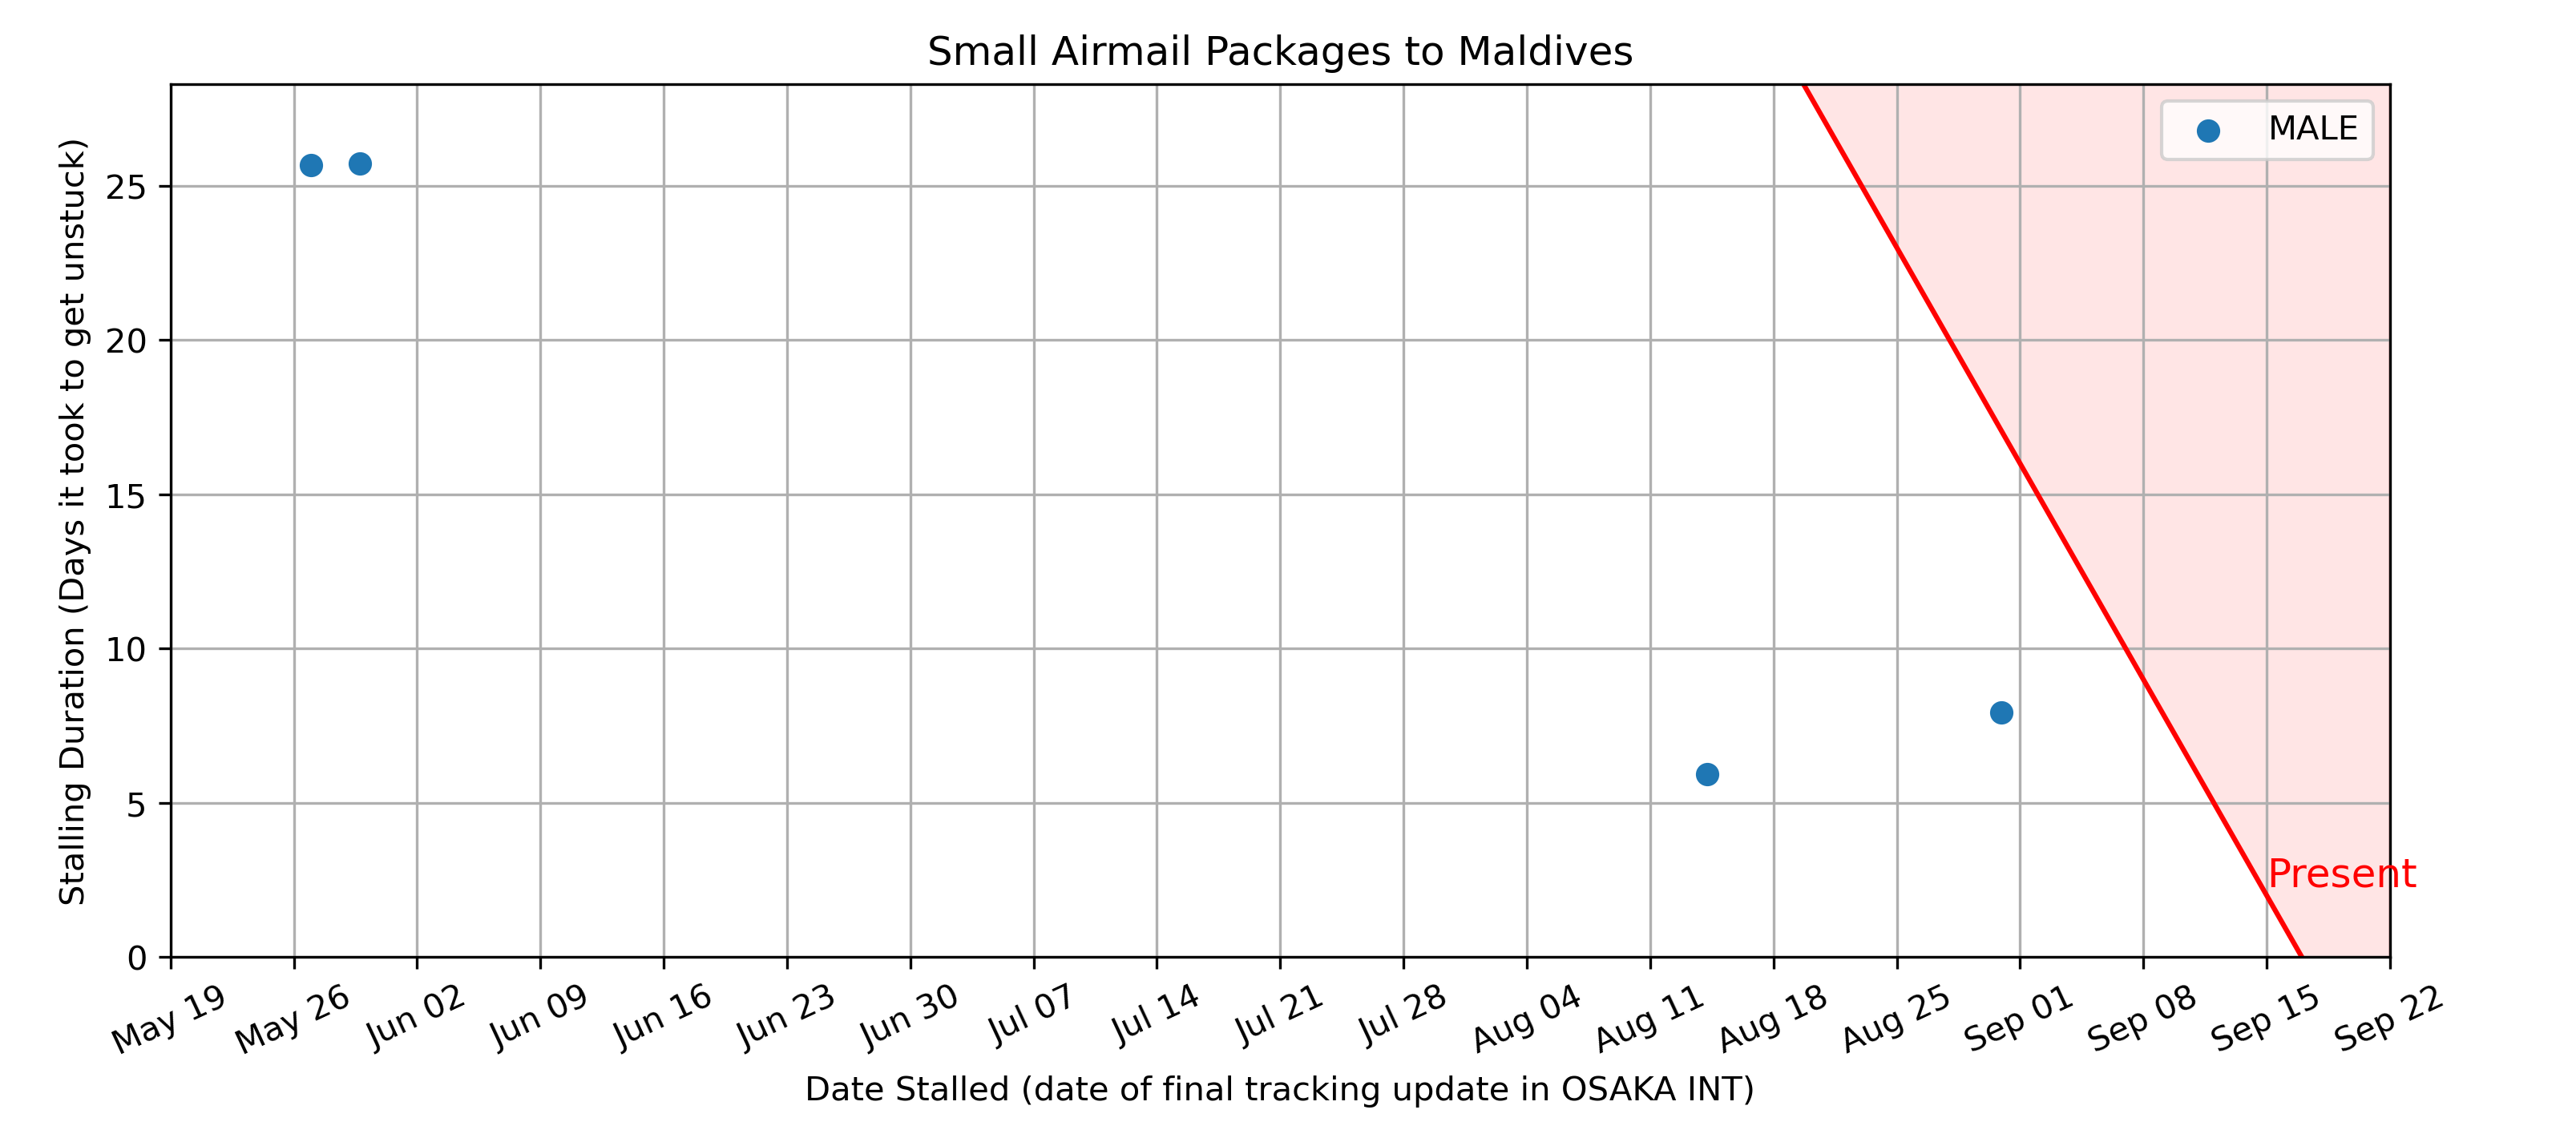 Small Airmail Packages to Maldives
MALE
Stalling Duration (Days it took to get unstuck)
25
20
15
10
5
0
Present
May 19
May 26
Jun 02
Jun 09
Jun 16
Jun 23
Jun 30
Jul 07
Jul 14
Jul 21
Jul 28
Aug 04
Aug 11
Aug 18
Aug 25
Sep 01
Sep 08
Sep 15
Sep 22
Date Stalled (date of final tracking update in OSAKA INT)